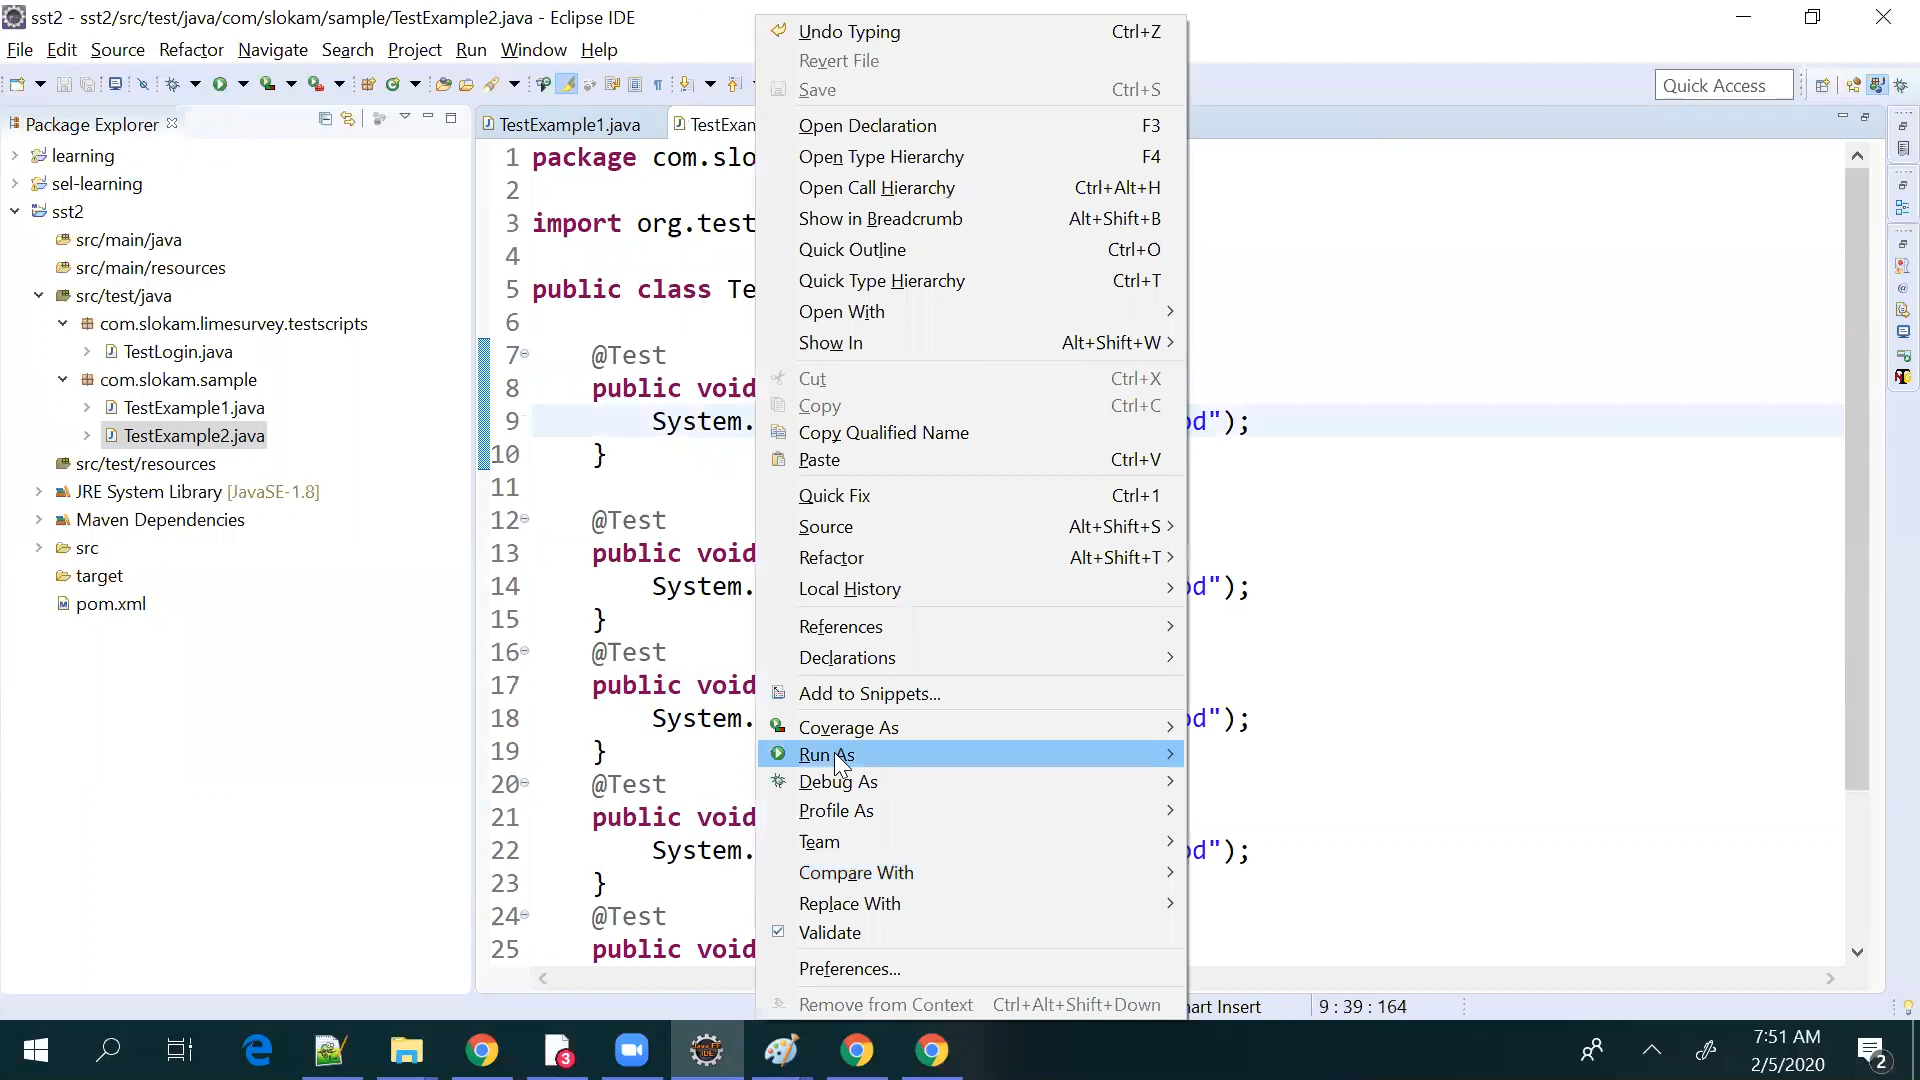 sst2 - sst2/src/test/java/com/slokam/sample/TestExample2.java - Eclipse IDE
File Edit Source Refactor Navigate Search Project Run Window Help
Quick Access
Package Explorer
learning
sel-learning
sst2
src/main/java
src/main/resources
src/test/java
com.slokam.limesurvey.testscripts
TestLogin.java
com.slokam.sample
TestExample1.java
TestExample2.java
src/test/resources
JRE System Library [JavaSE-1.8]
Maven Dependencies
src
target
pom.xml
TestExample1.java TestExam
1 package com.slo
2
3 import org.test
4
5 public class Te
6
7 @Test
8 public void
9 System. od");
10 }
11
12 @Test
13 public void
14 System. od");
15 }
16 @Test
17 public void
18 System. od");
19 }
20 @Test
21 public void
22 System. od");
23 }
24 @Test
25 public void
Undo Typing Ctrl+Z
Revert File
Save Ctrl+S
Open Declaration F3
Open Type Hierarchy F4
Open Call Hierarchy Ctrl+Alt+H
Show in Breadcrumb Alt+Shift+B
Quick Outline Ctrl+O
Quick Type Hierarchy Ctrl+T
Open With
Show In Alt+Shift+W
Cut Ctrl+X
Copy Ctrl+C
Copy Qualified Name
Paste Ctrl+V
Quick Fix Ctrl+1
Source Alt+Shift+S
Refactor Alt+Shift+T
Local History
References
Declarations
Add to Snippets...
Coverage As
Run As
Debug As
Profile As
Team
Compare With
Replace With
Validate
Preferences...
Remove from Context Ctrl+Alt+Shift+Down
art Insert 9 : 39 : 164
3
Java EE
IDE
7:51 AM
2/5/2020
2